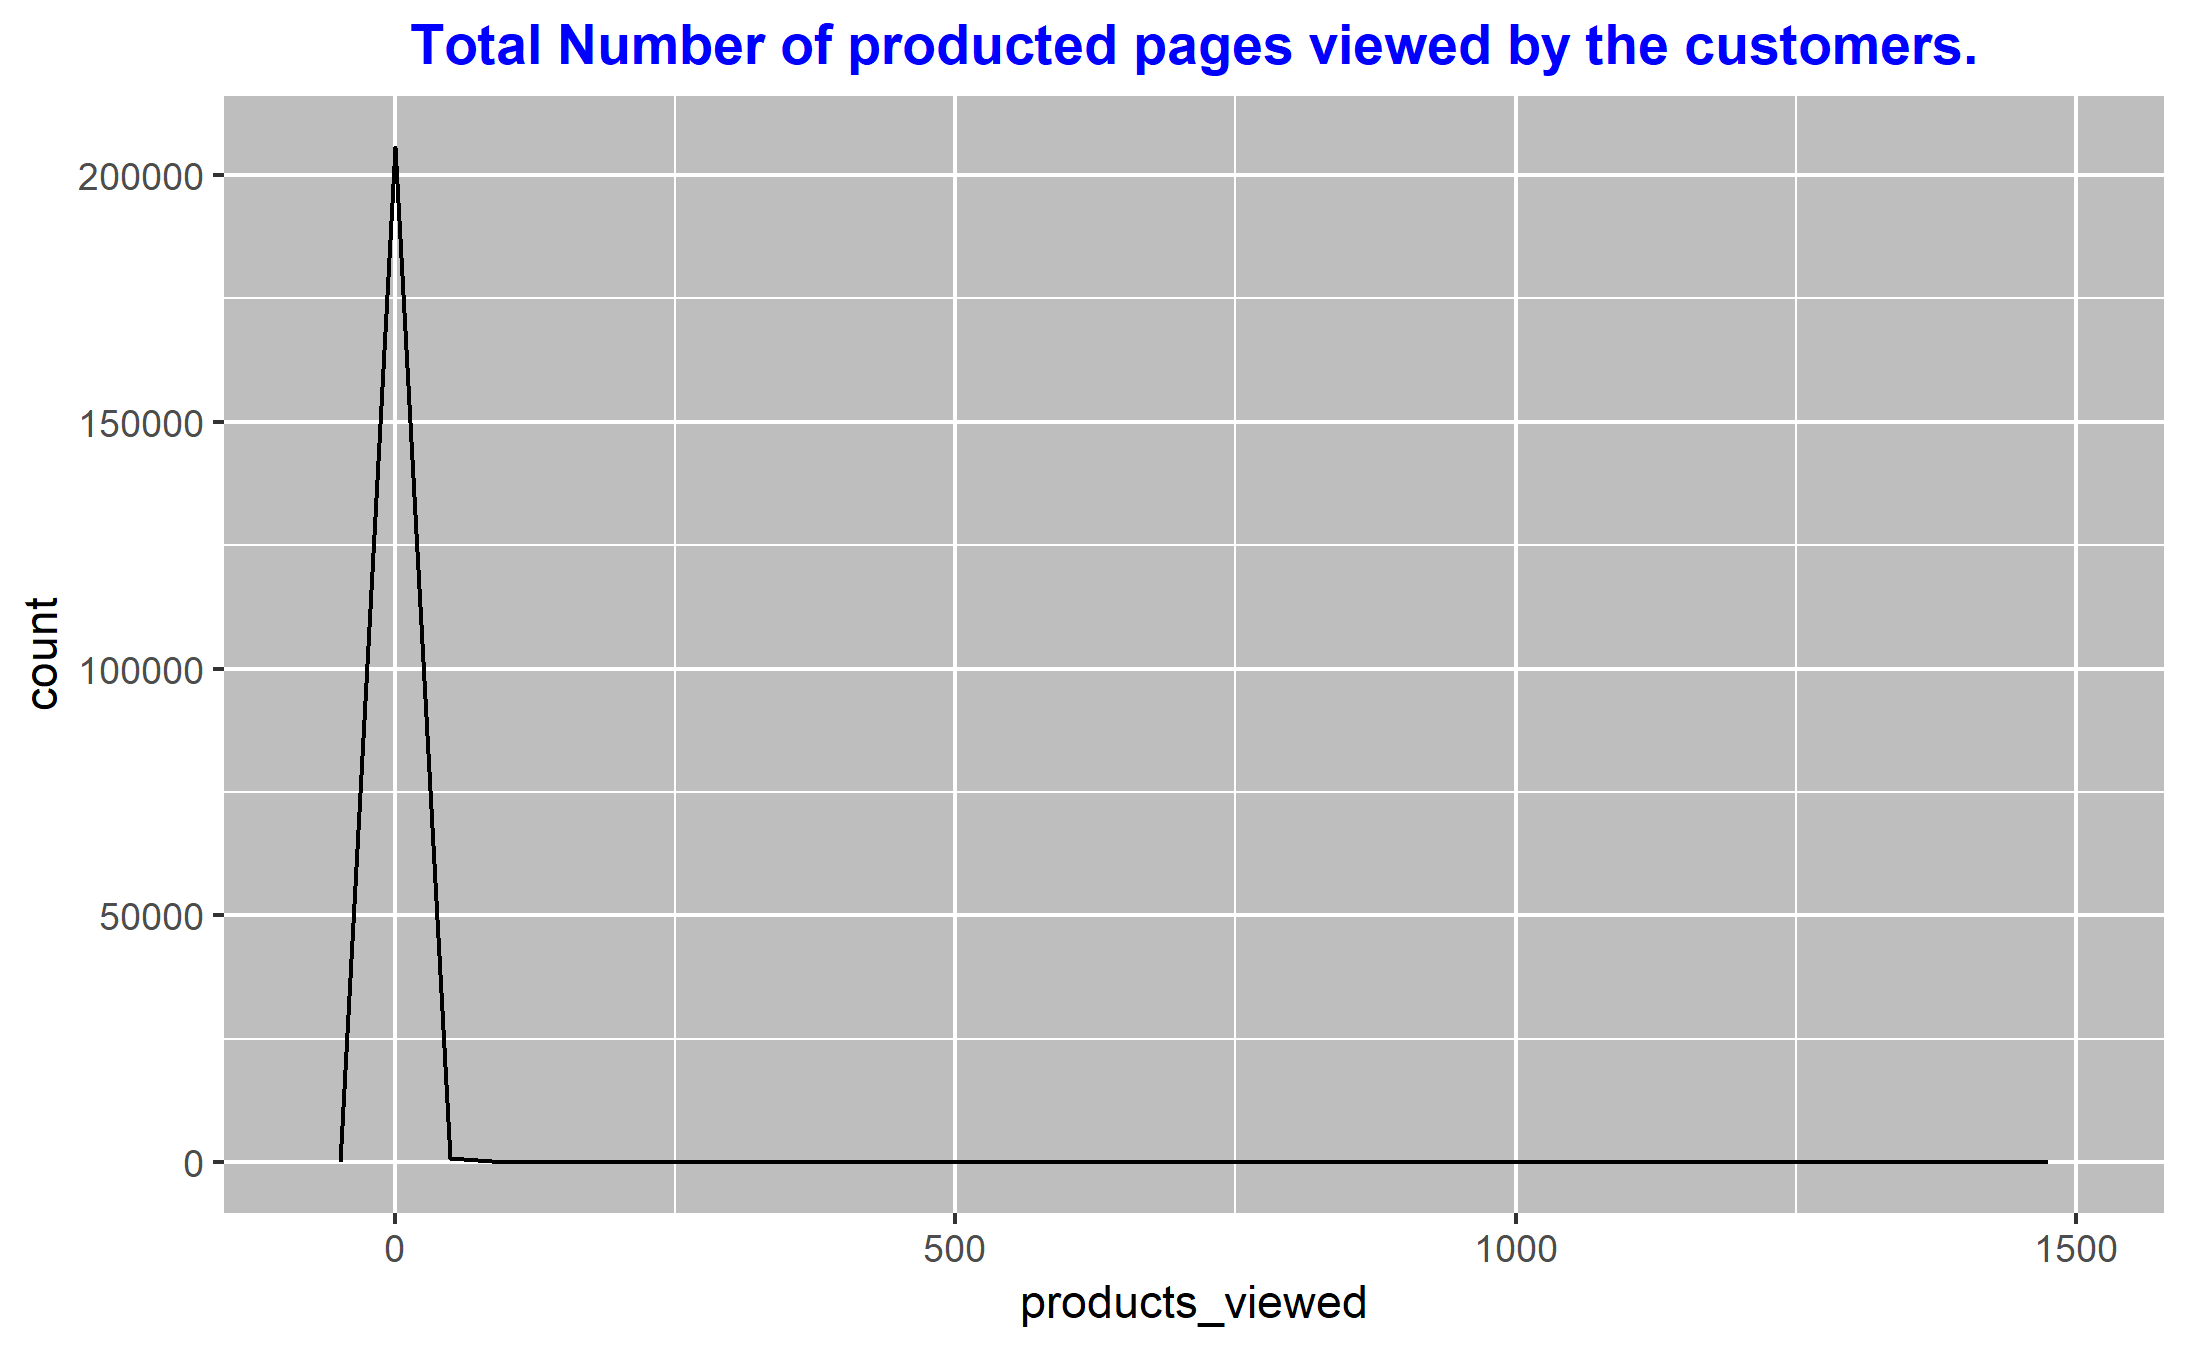 Total Number of producted pages viewed by the customers.
200000
150000
100000
50000
0
count
0 500 1000 1500
products_viewed